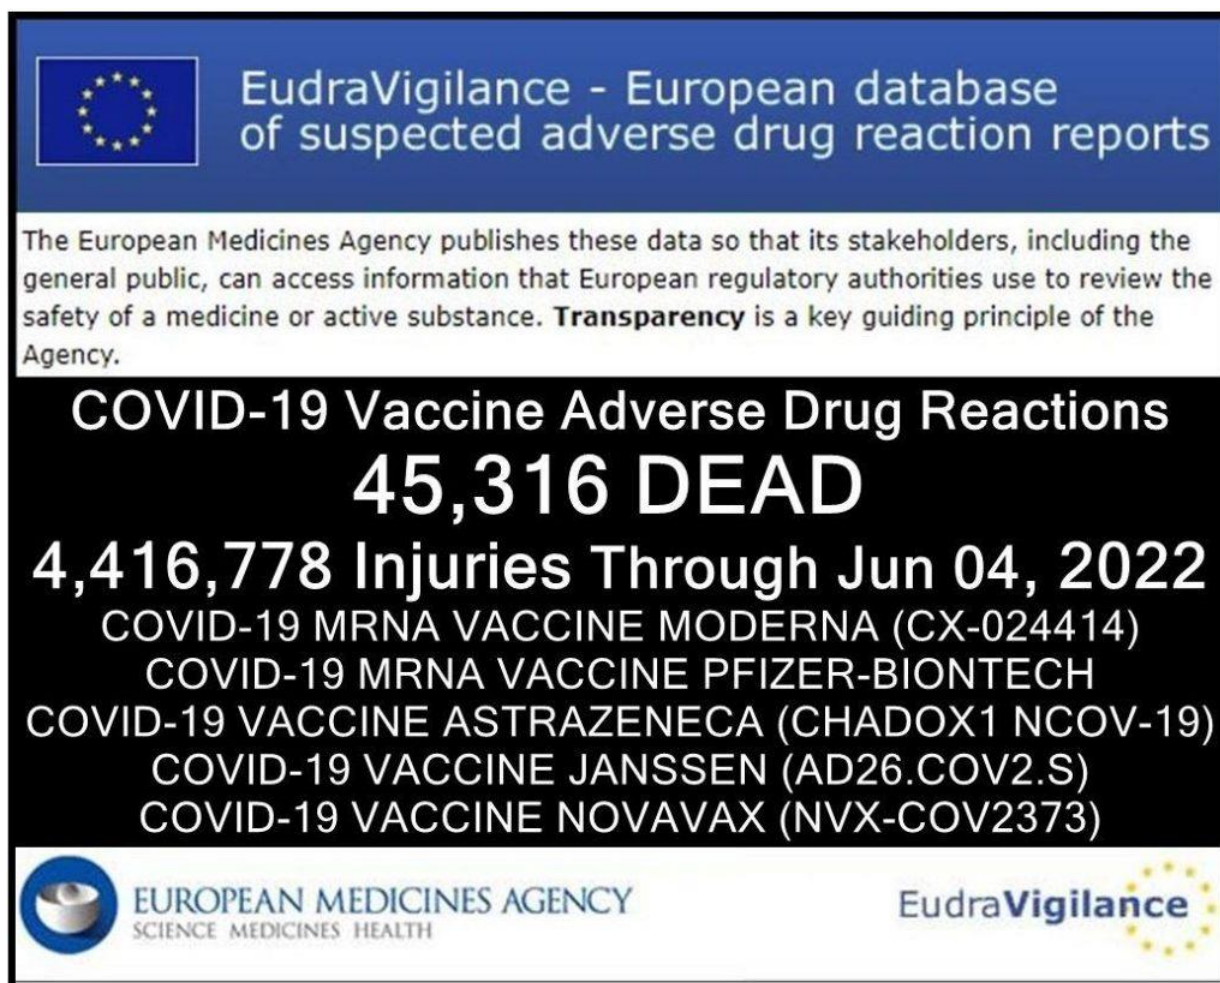 EudraVigilance - European database
of suspected adverse drug reaction reports
The European Medicines Agency publishes these data so that its stakeholders, including the
general public, can access information that European regulatory authorities use to review the
safety of a medicine or active substance. Transparency is a key guiding principle of the
Agency.
COVID-19 Vaccine Adverse Drug Reactions
45,316 DEAD
4,416,778 Injuries Through Jun 04, 2022
COVID-19 MRNA VACCINE MODERNA (CX-024414)
COVID-19 MRNA VACCINE PFIZER-BIONTECH
COVID-19 VACCINE ASTRAZENECA (CHADOX1 NCOV-19)
COVID-19 VACCINE JANSSEN (AD26.COV2.S)
COVID-19 VACCINE NOVAVAX (NVX-COV2373)
EUROPEAN MEDICINES AGENCY
SCIENCE MEDICINES HEALTH
EudraVigilance